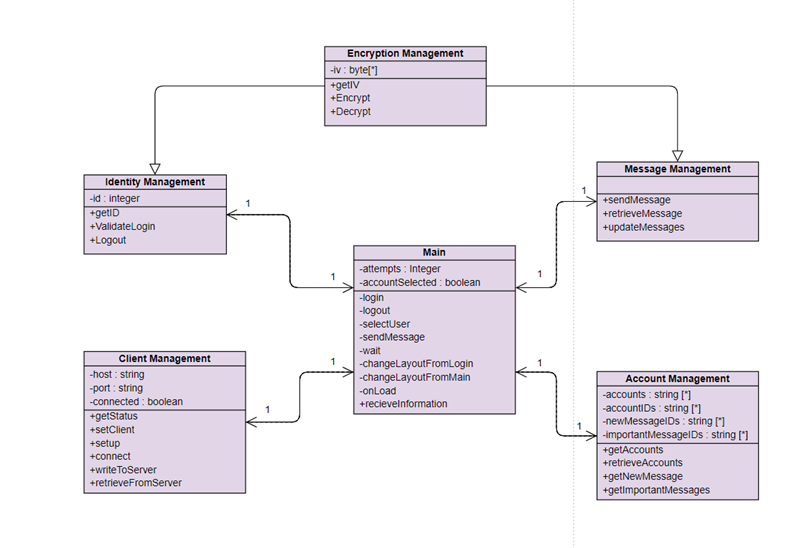 Encryption Management
-iv : byte[*]
+getIV
+Encrypt
+Decrypt
Identity Management
-id : integer
+getID
+ValidateLogin
+Logout
1
1
Message Management
+sendMessage
+retrieveMessage
+updateMessages
1
1
Main
-attempts : Integer
-accountSelected : boolean
-login
-logout
-selectUser
-sendMessage
-wait
-changeLayoutFromLogin
-changeLayoutFromMain
-onLoad
+recieveInformation
Client Management
-host : string
-port : string
-connected : boolean
+getStatus
+setClient
+setup
+connect
+writeToServer
+retrieveFromServer
1
1
1
1
Account Management
-accounts : string [*]
-accountIDs : string [*]
-newMessageIDs : string [*]
-importantMessageIDs : string [*]
+getAccounts
+retrieveAccounts
+getNewMessage
+getImportantMessages